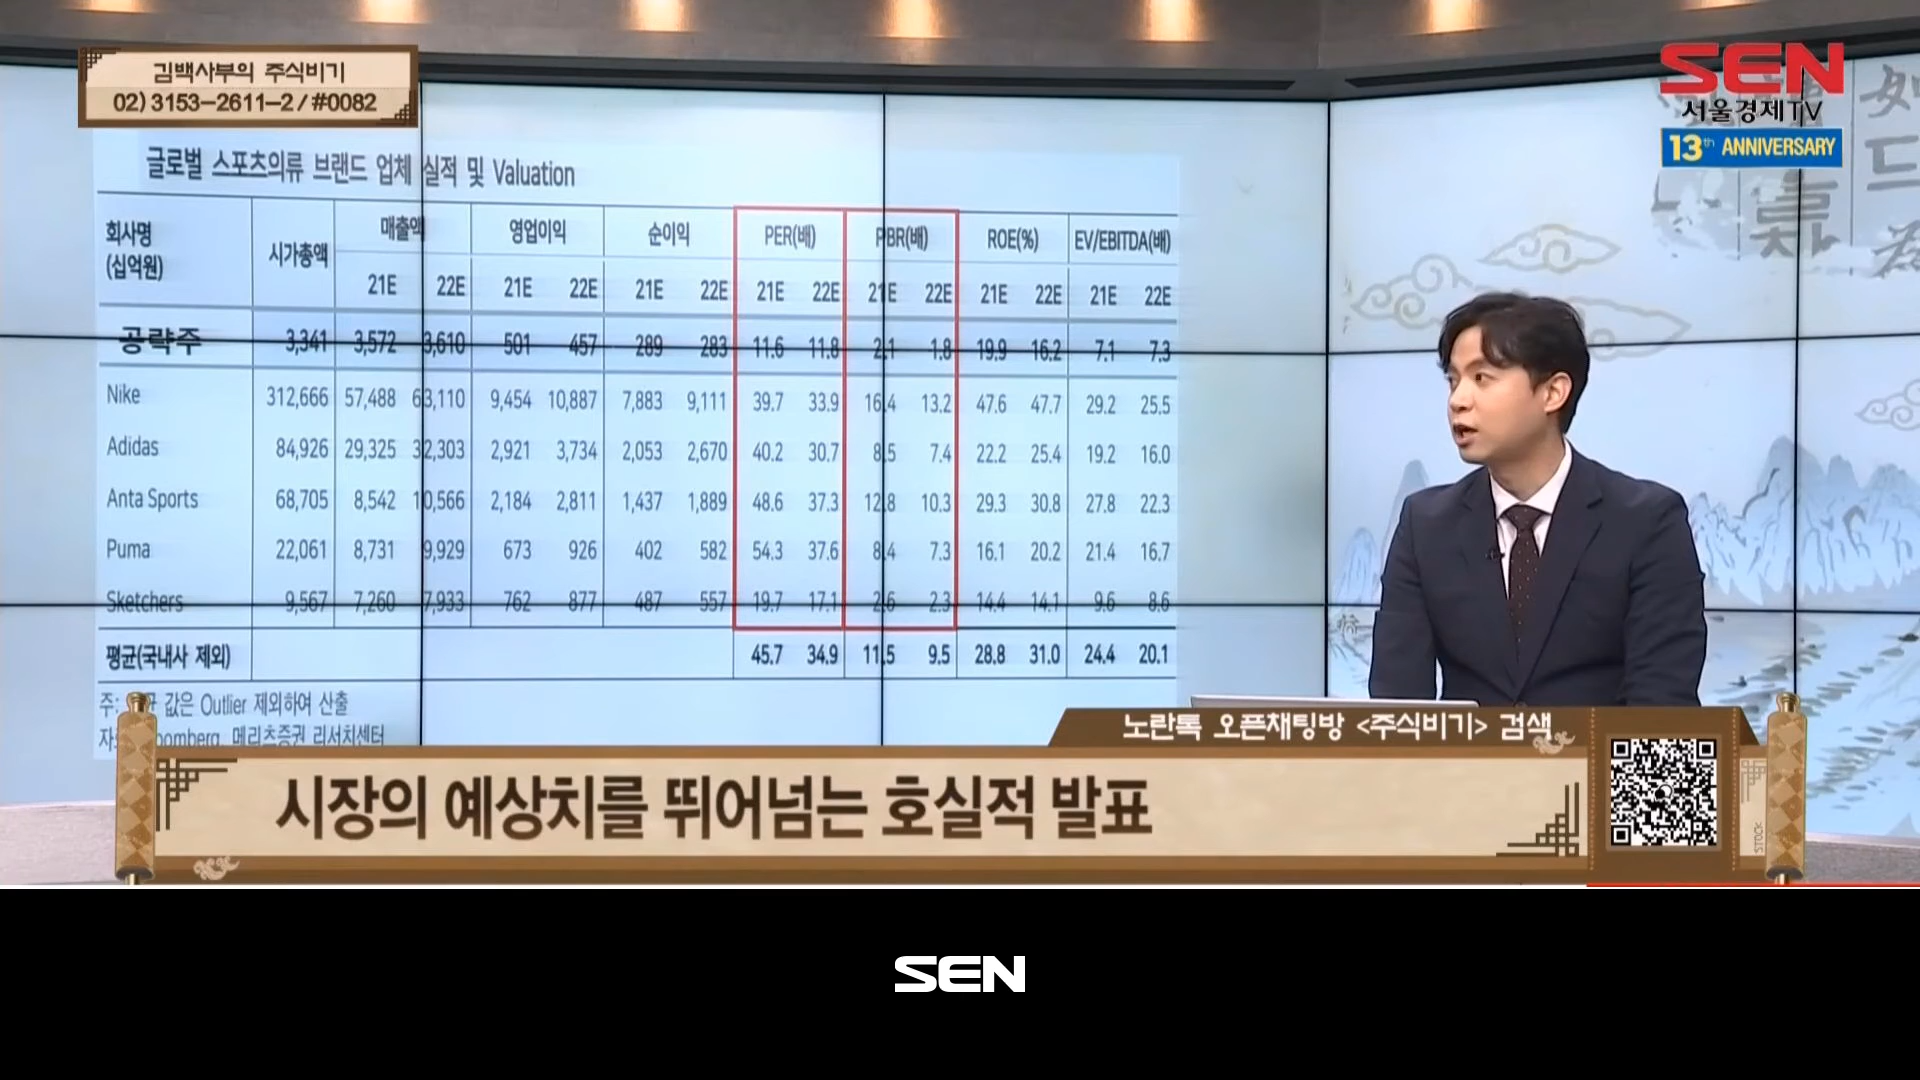 김백사부의 주식비기
02)3153-2611-2/#0082
SEN
서울경제TV
13th ANNIVERSARY
글로벌 스포츠의류 브랜드 업체 실적 및 Valuation
회사명 시가총액 매출액 영업이익 순이익 PER(배) PBR(배) ROE(%) EV/EBITDA(배)
(십억원)
21E 22E 21E 22E 21E 22E 21E 22E 21E 22E 21E 22E 21E 22E
공략주 3,341 3,572 3,610 501 457 289 283 11.6 11.8 2.1 1.8 19.9 16.2 7.1 7.3
Nike 312,666 57,488 63,110 9,454 10,887 7,883 9,111 39.7 33.9 16.4 13.2 47.6 47.7 29.2 25.5
Adidas 84,926 29,325 32,303 2,921 3,734 2,053 2,670 40.2 30.7 8.5 7.4 22.2 25.4 19.2 16.0
Anta Sports 68,705 8,542 10,566 2,184 2,811 1,437 1,889 48.6 37.3 12.8 10.3 29.3 30.8 27.8 22.3
Puma 22,061 8,731 9,929 673 926 402 582 54.3 37.6 8.4 7.3 16.1 20.2 21.4 16.7
Sketchers 9,567 7,260 7,933 762 877 487 557 19.7 17.1 2.6 2.3 14.4 14.1 9.6 8.6
평균(국내사 제외) 45.7 34.9 11.5 9.5 28.8 31.0 24.4 20.1
주: 값은 Outlier 제외하여 산출
메리츠증권 리서치센터
노란톡 오픈채팅방 <주식비기> 검색
시장의 예상치를 뛰어넘는 호실적 발표
STOCK
SEN